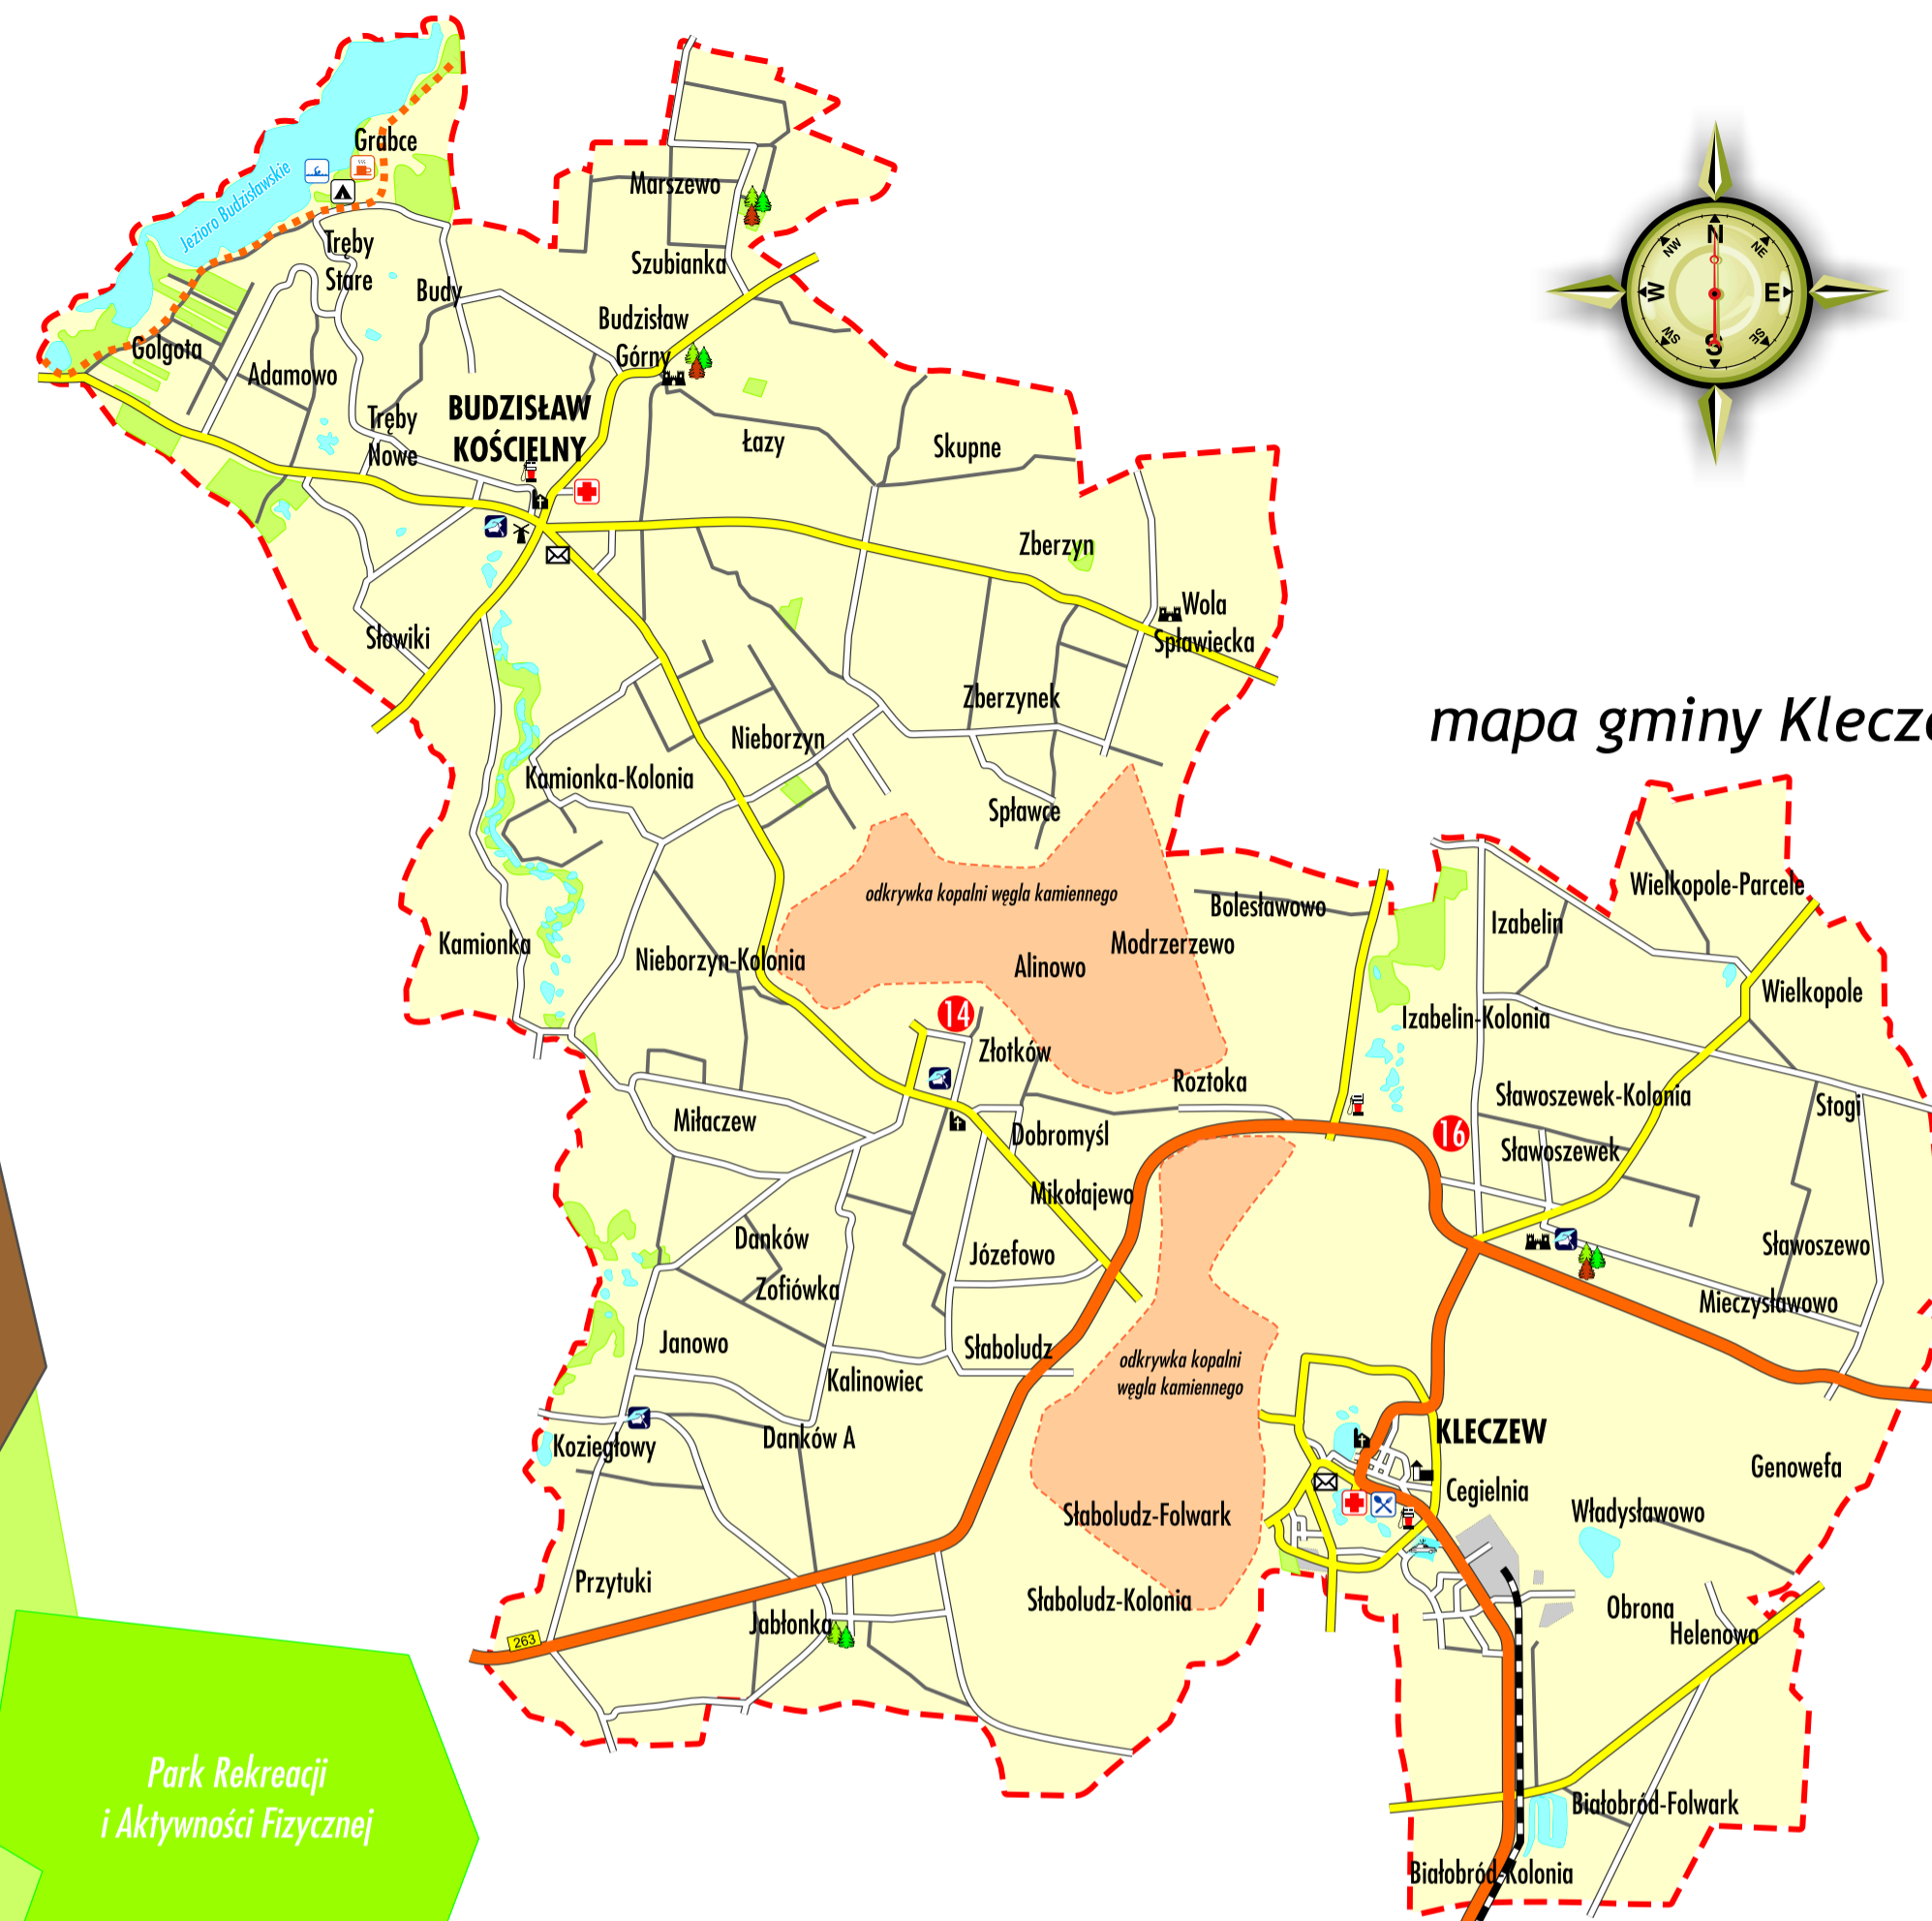 Grabce
Jezioro Budzisławskie
Marszewo
Tręby
Stare
Szubianka
Budy
Budzisław
Górny
Golgota
Adamowo
BUDZISŁAW
KOŚCIELNY
Tręby
Nowe
Łazy
Skupne
Zberzyn
Wola
Spławiecka
Słowiki
Zberzynek
Nieborzyn
Kamionka-Kolonia
Spławce
N
NE
E
SE
S
SW
W
NW
mapa gminy
odkrywka kopalni węgla kamiennego
Bolesławowo
Modrzerzewo
Alinowo
Kamionka
Nieborzyn-Kolonia
Wielkopole-Parcele
Izabelin
Wielkopole
Izabelin-Kolonia
14
Złotków
Roztoka
Sławoszewek-Kolonia
Stogi
Miłaczew
Dobromyśl
16
Sławoszewek
Mikołajewo
Danków
Józefowo
Sławoszewo
Zofiówka
Mieczysławowo
Janowo
Słaboludz
Kalinowiec
odkrywka kopalni
węgla kamiennego
Koziegłowy
Danków A
KLECZEW
Cegielnia
Genowefa
Władysławowo
Słaboludz-Folwark
Przytuki
Słaboludz-Kolonia
Obrona
Helenowo
Jabłonka
263
Park Rekreacji
i Aktywności Fizycznej
Białobród-Folwark
Białobród-Kolonia